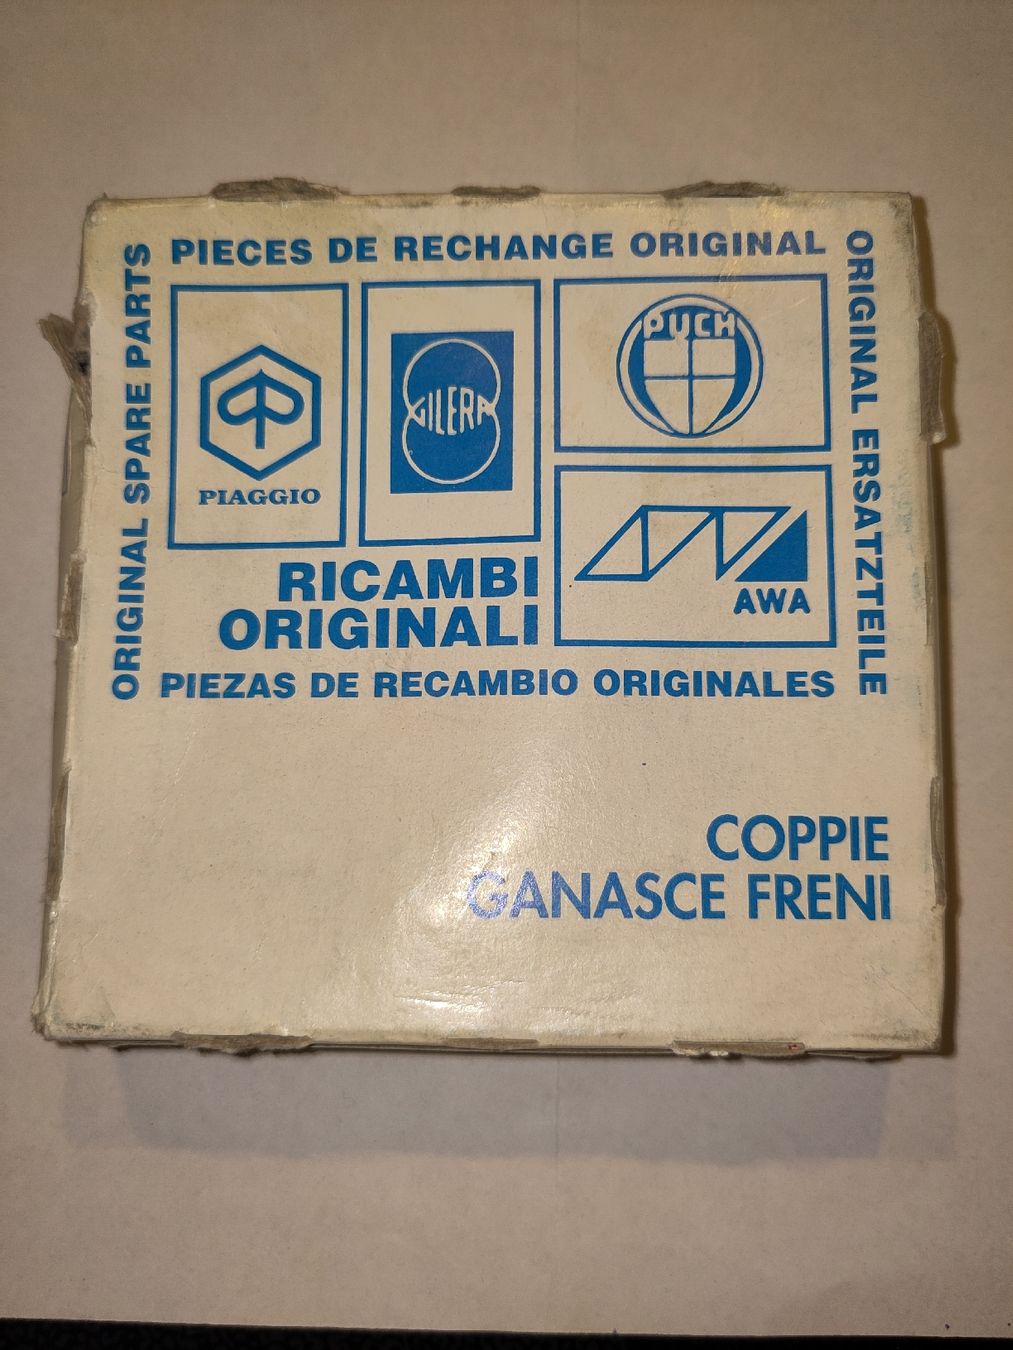 PIECES DE RECHANGE ORIGINAL
ORIGINAL SPARE PARTS
ORIGINAL ERSATZTEILE
PIAGGIO
GILERA
PUCH
AWA
RICAMBI
ORIGINALI
PIEZAS DE RECAMBIO ORIGINALES
COPPIE
GANASCE FRENI